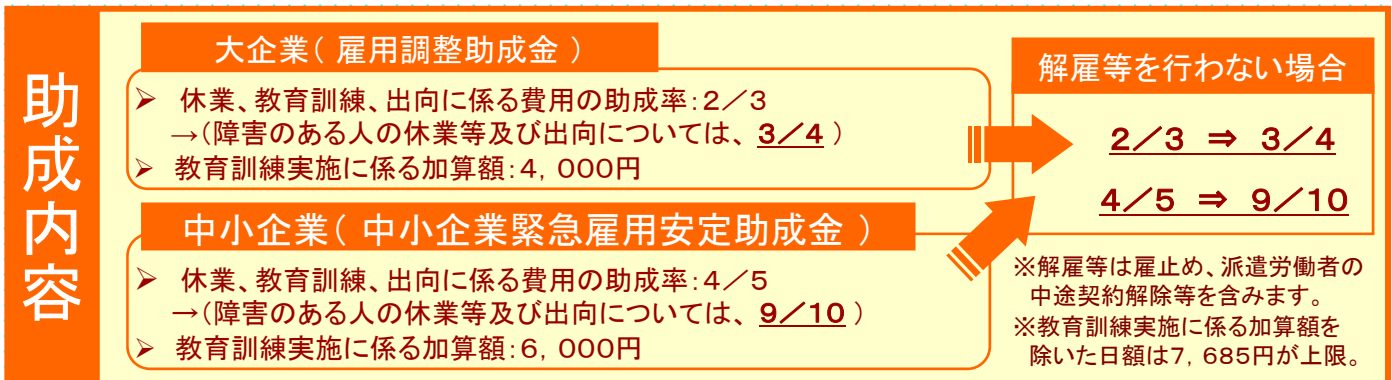 助成内容
大企業( 雇用調整助成金 )
➢ 休業、教育訓練、出向に係る費用の助成率:2/3
→(障害のある人の休業等及び出向については、 3/4 )
➢ 教育訓練実施に係る加算額:4,000円
中小企業( 中小企業緊急雇用安定助成金 )
➢ 休業、教育訓練、出向に係る費用の助成率:4/5
→(障害のある人の休業等及び出向については、 9/10 )
➢ 教育訓練実施に係る加算額:6,000円
解雇等を行わない場合
2/3 ⇒ 3/4
4/5 ⇒ 9/10
※解雇等は雇止め、派遣労働者の
中途契約解除等を含みます。
※教育訓練実施に係る加算額を
除いた日額は7,685円が上限。